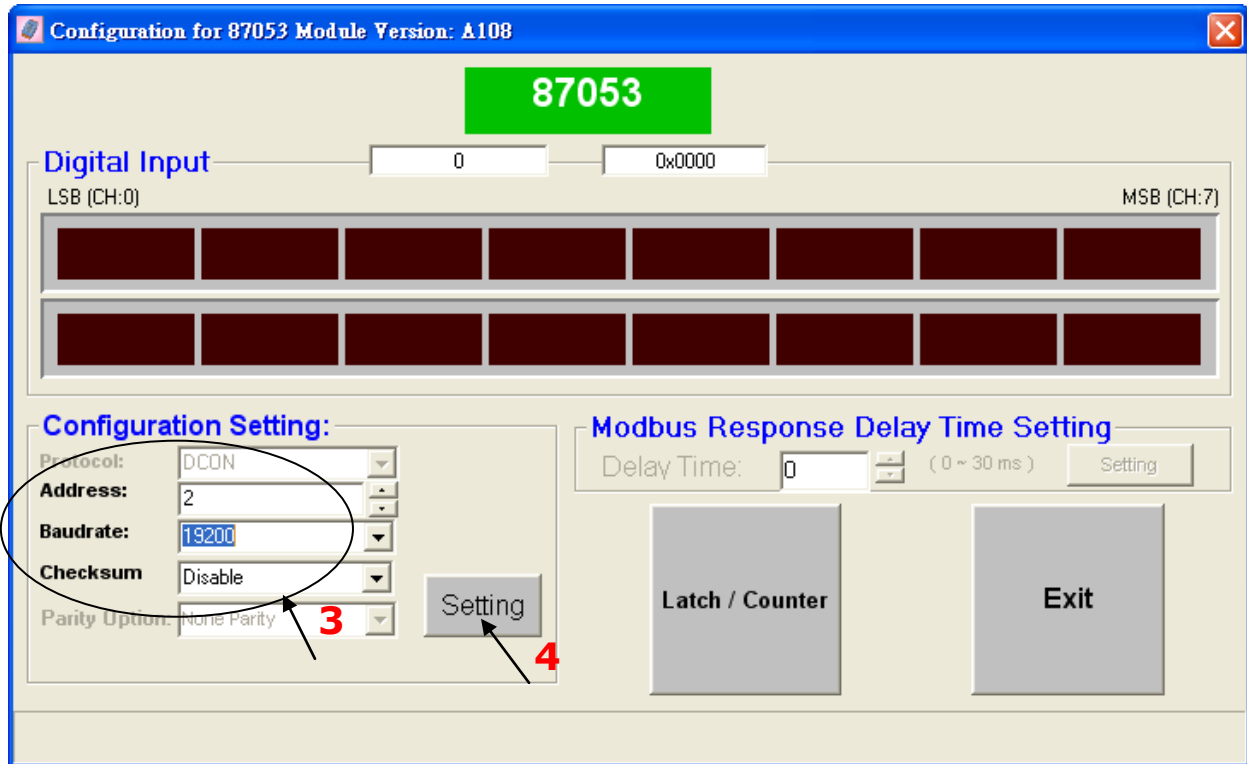 Configuration for 87053 Module Version: A108
87053
Digital Input
0
0x0000
LSB (CH:0)
MSB (CH:7)
Configuration Setting:
Protocol: DCON
Address: 2
Baudrate: 19200
Checksum Disable
Parity Option: None Parity
3
Setting
4
Modbus Response Delay Time Setting
Delay Time: 0 ( 0 ~ 30 ms ) Setting
Latch / Counter
Exit